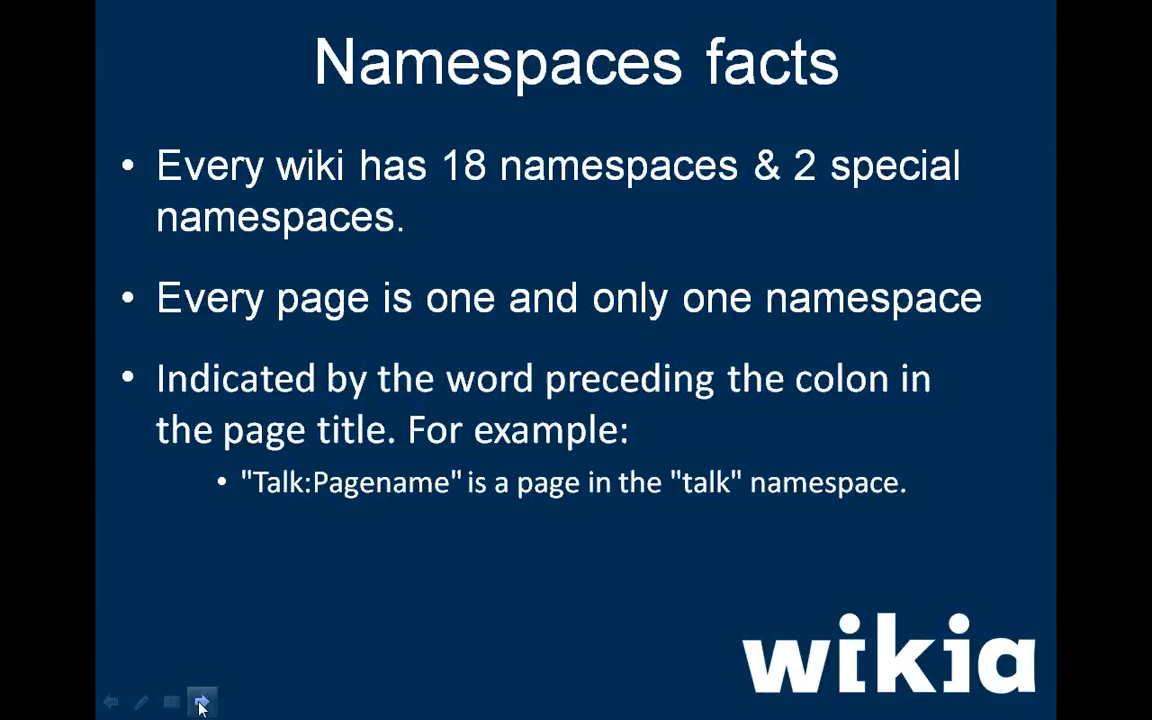 Namespaces facts
• Every wiki has 18 namespaces & 2 special
namespaces.
• Every page is one and only one namespace
• Indicated by the word preceding the colon in
the page title. For example:
• "Talk:Pagename" is a page in the "talk" namespace.
wikia